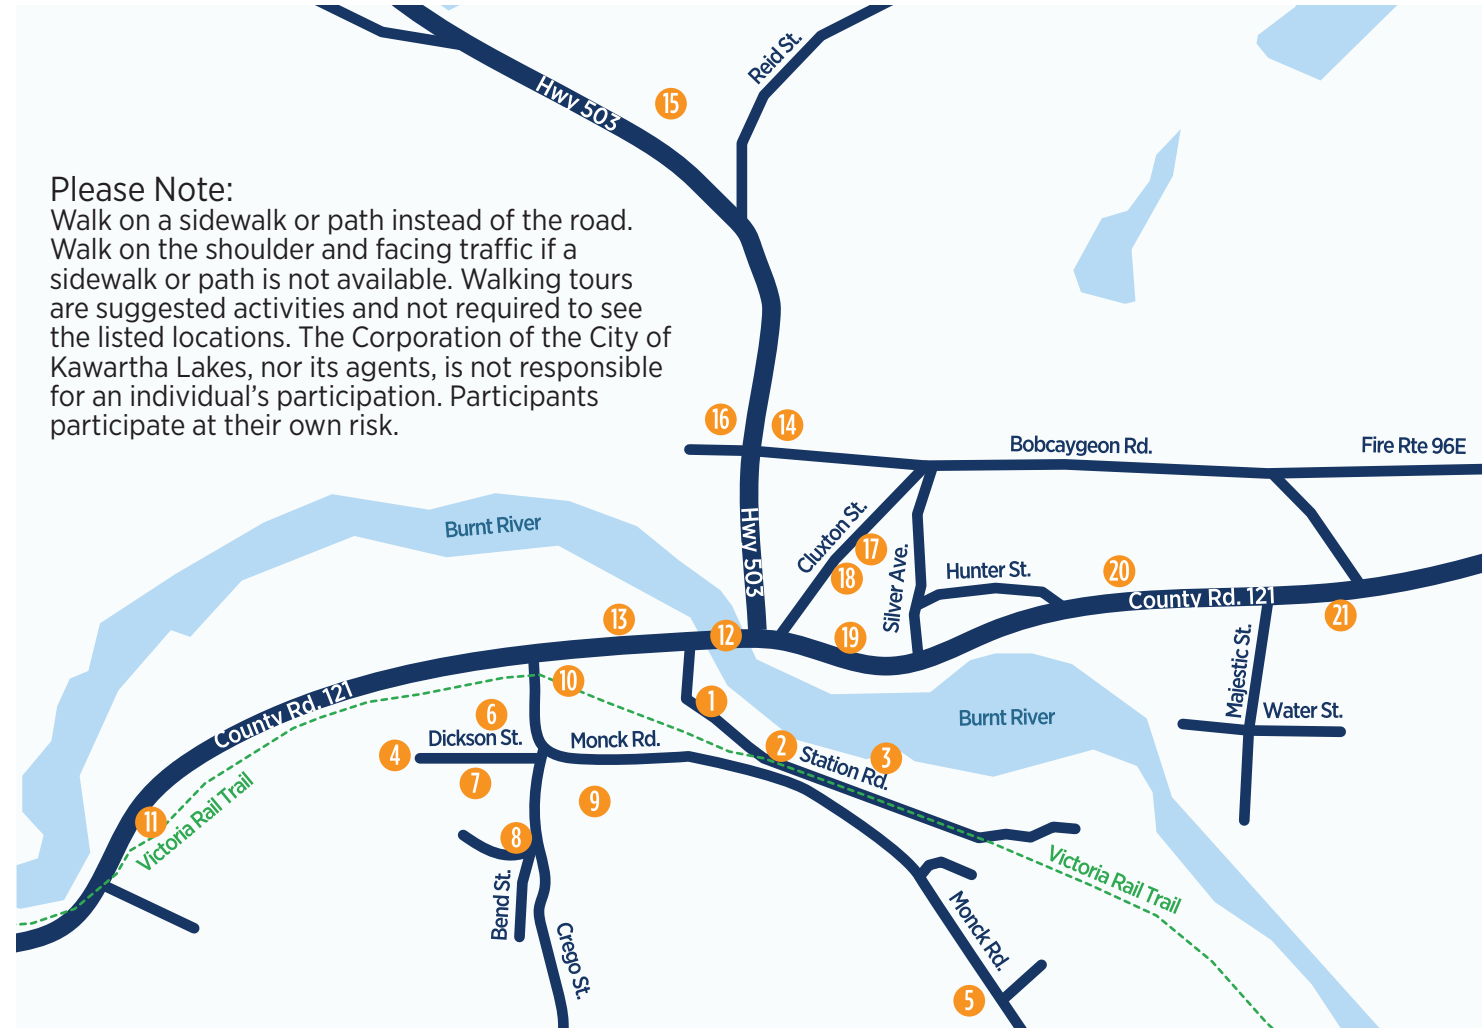 Hwy 503
15
Reid St.
Please Note:
Walk on a sidewalk or path instead of the road.
Walk on the shoulder and facing traffic if a
sidewalk or path is not available. Walking tours
are suggested activities and not required to see
the listed locations. The Corporation of the City of
Kawartha Lakes, nor its agents, is not responsible
for an individual's participation. Participants
participate at their own risk.
16
14
Bobcaygeon Rd.
Fire Rte 96E
Burnt River
Hwy 503
Cluxton St.
17
18
Silver Ave.
Hunter St.
20
County Rd. 121
21
13
12
19
Majestic St.
Water St.
Burnt River
County Rd. 121
10
1
6
Dickson St.
Monck Rd.
2
Station Rd.
3
4
7
9
11
Victoria Rail Trail
8
Bend St.
Crego St.
Victoria Rail Trail
Monck Rd.
5